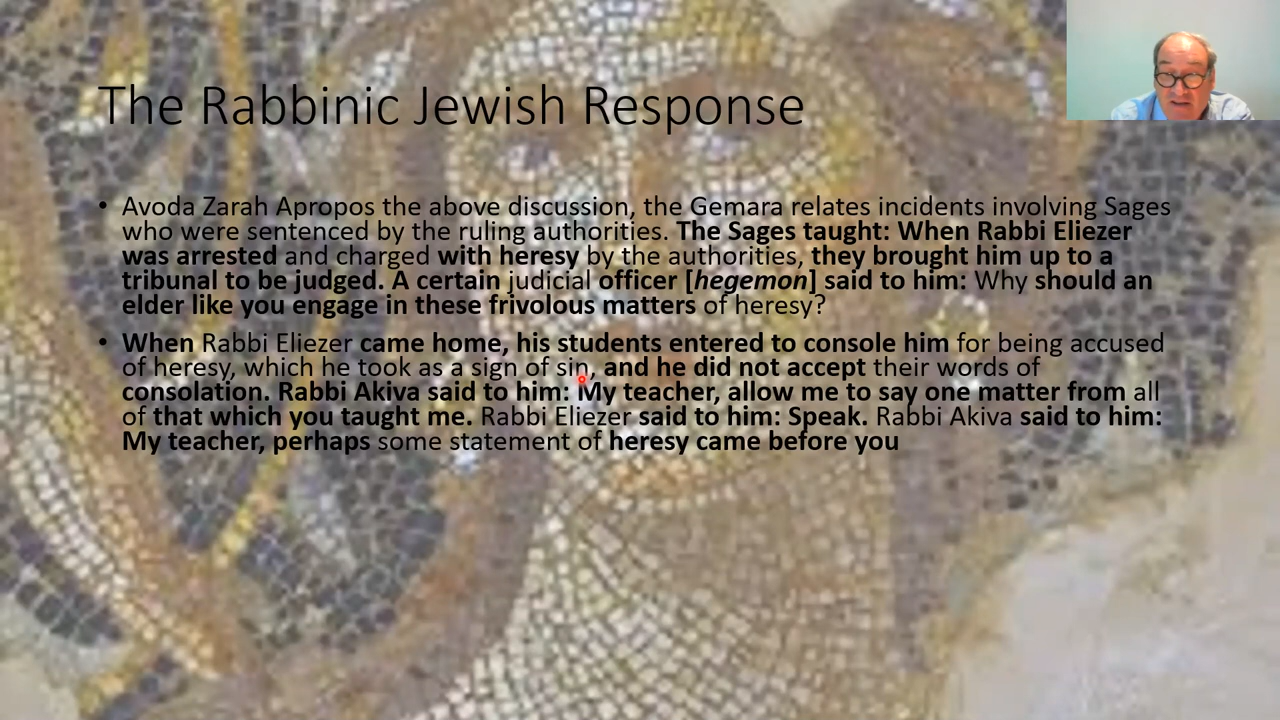 The Rabbinic Jewish Response
• Avoda Zarah Apropos the above discussion, the Gemara relates incidents involving Sages
who were sentenced by the ruling authorities. The Sages taught: When Rabbi Eliezer
was arrested and charged with heresy by the authorities, they brought him up to a
tribunal to be judged. A certain judicial officer [hegemon] said to him: Why should an
elder like you engage in these frivolous matters of heresy?
• When Rabbi Eliezer came home, his students entered to console him for being accused
of heresy, which he took as a sign of sin, and he did not accept their words of
consolation. Rabbi Akiva said to him: My teacher, allow me to say one matter from all
of that which you taught me. Rabbi Eliezer said to him: Speak. Rabbi Akiva said to him:
My teacher, perhaps some statement of heresy came before you